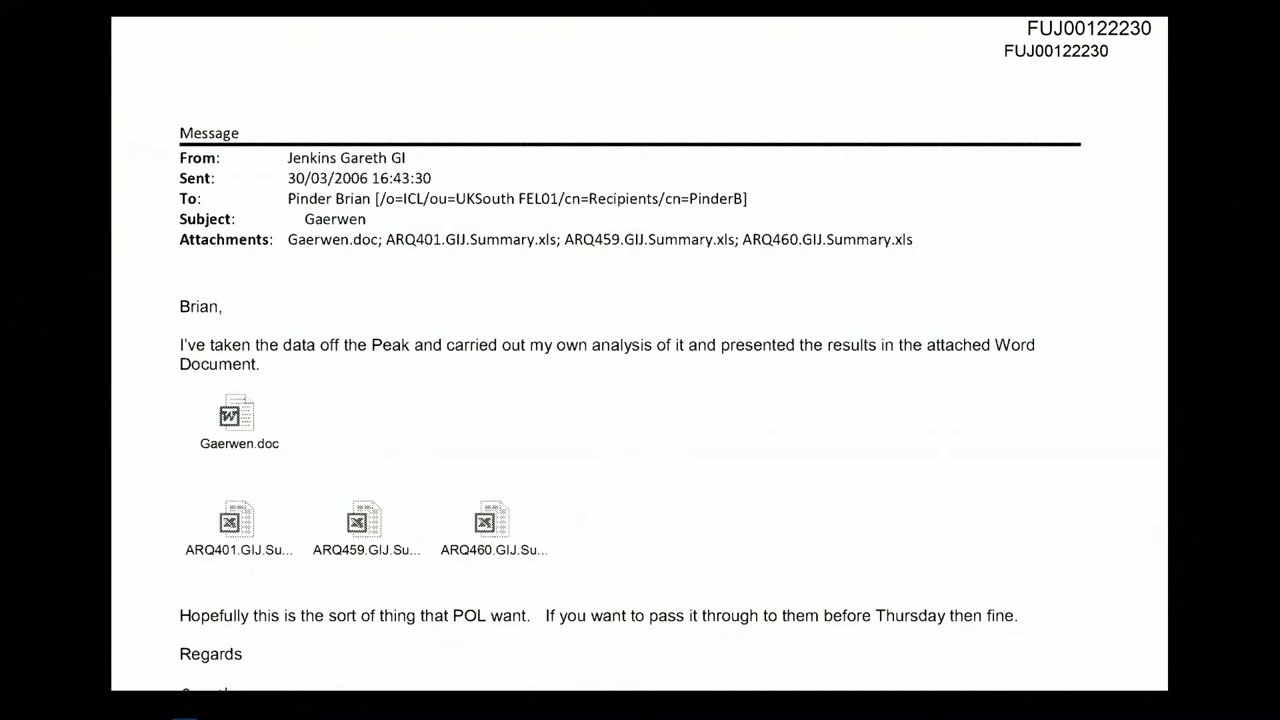 FUJ00122230
FUJ00122230
Message
From: Jenkins Gareth GI
Sent: 30/03/2006 16:43:30
To: Pinder Brian [/o=ICL/ou=UKSouth FEL01/cn=Recipients/cn=PinderB]
Subject: Gaerwen
Attachments: Gaerwen.doc; ARQ401.GIJ.Summary.xls; ARQ459.GIJ.Summary.xls; ARQ460.GIJ.Summary.xls
Brian,
I've taken the data off the Peak and carried out my own analysis of it and presented the results in the attached Word
Document.
Gaerwen.doc
ARQ401.GIJ.Su... ARQ459.GIJ.Su... ARQ460.GIJ.Su...
Hopefully this is the sort of thing that POL want. If you want to pass it through to them before Thursday then fine.
Regards